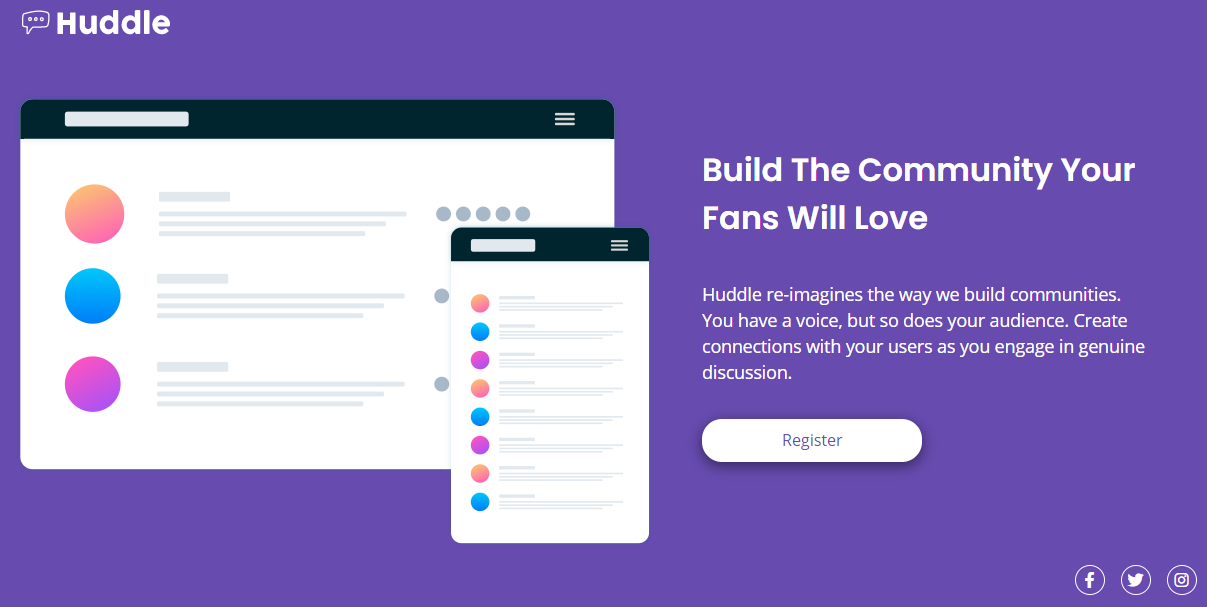 Huddle
Build The Community Your
Fans Will Love
Huddle re-imagines the way we build communities.
You have a voice, but so does your audience. Create
connections with your users as you engage in genuine
discussion.
Register